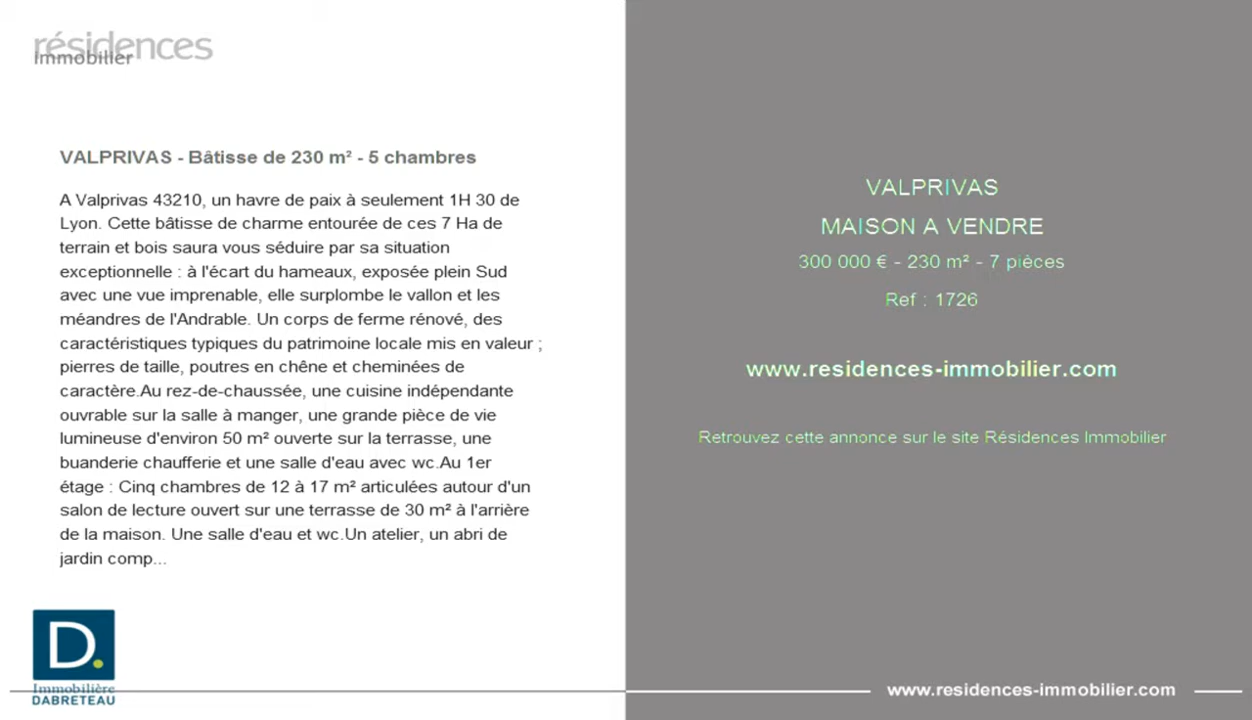 résidences
immobilier
VALPRIVAS - Bâtisse de 230 m² - 5 chambres
A Valprivas 43210, un havre de paix à seulement 1H 30 de
Lyon. Cette bâtisse de charme entourée de ces 7 Ha de
terrain et bois saura vous séduire par sa situation
exceptionnelle : à l'écart du hameaux, exposée plein Sud
avec une vue imprenable, elle surplombe le vallon et les
méandres de l'Andrable. Un corps de ferme rénové, des
caractéristiques typiques du patrimoine locale mis en valeur ;
pierres de taille, poutres en chêne et cheminées de
caractère.Au rez-de-chaussée, une cuisine indépendante
ouvrable sur la salle à manger, une grande pièce de vie
lumineuse d'environ 50 m² ouverte sur la terrasse, une
buanderie chaufferie et une salle d'eau avec wc.Au 1er
étage : Cinq chambres de 12 à 17 m² articulées autour d'un
salon de lecture ouvert sur une terrasse de 30 m² à l'arrière
de la maison. Une salle d'eau et wc.Un atelier, un abri de
jardin comp...
D.
Immobilière
DABRETEAU
VALPRIVAS
MAISON A VENDRE
300 000 € - 230 m² - 7 pièces
Ref : 1726
www.residences-immobilier.com
Retrouvez cette annonce sur le site Résidences Immobilier
www.residences-immobilier.com